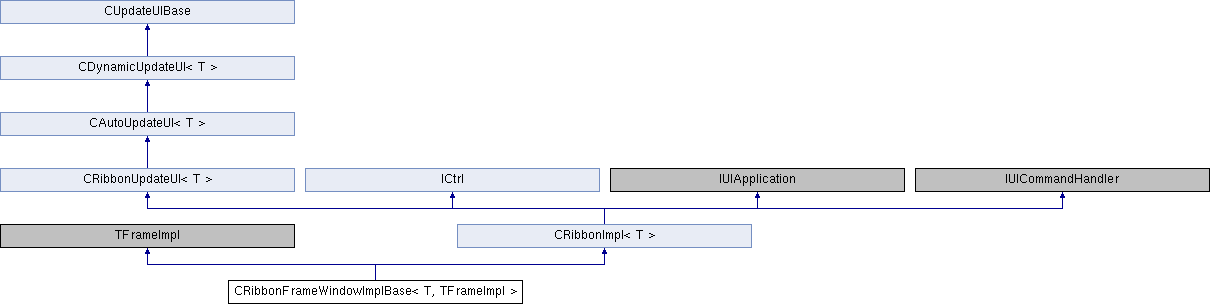 CUpdateUIBase
CDynamicUpdateUI< T >
CAutoUpdateUI< T >
CRibbonUpdateUI< T >
ICtrl
IUIApplication
IUICommandHandler
TFrameImpl
CRibbonImpl< T >
CRibbonFrameWindowImplBase< T, TFrameImpl >